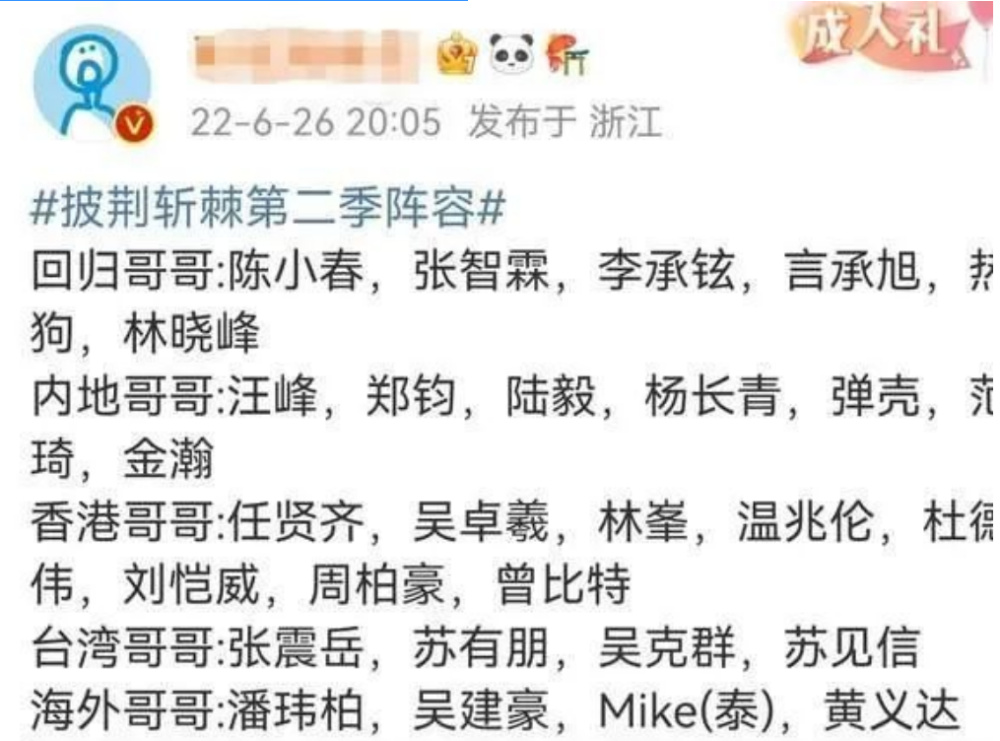 成人礼
22-6-26 20:05 发布于 浙江
#披荆斩棘第二季阵容#
回归哥哥:陈小春，张智霖，李承铉，言承旭，热
狗，林晓峰
内地哥哥:汪峰，郑钧，陆毅，杨长青，弹壳，范
琦，金瀚
香港哥哥:任贤齐，吴卓羲，林峯，温兆伦，杜德
伟，刘恺威，周柏豪，曾比特
台湾哥哥:张震岳，苏有朋，吴克群，苏见信
海外哥哥:潘玮柏，吴建豪，Mike(泰)，黄义达